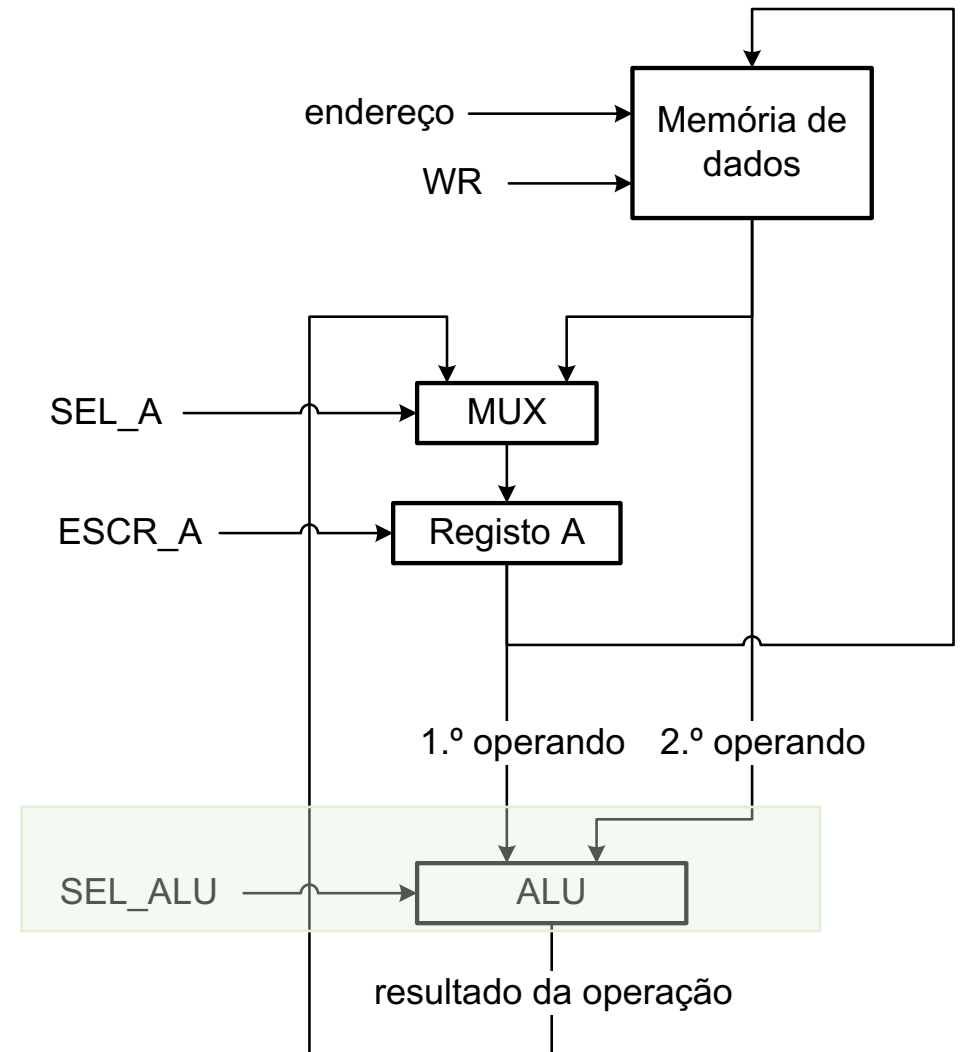 endereço
Memória de
dados
WR
SEL_A
MUX
ESCR_A
Registo A
1.º operando
2.º operando
SEL_ALU
ALU
resultado da operação